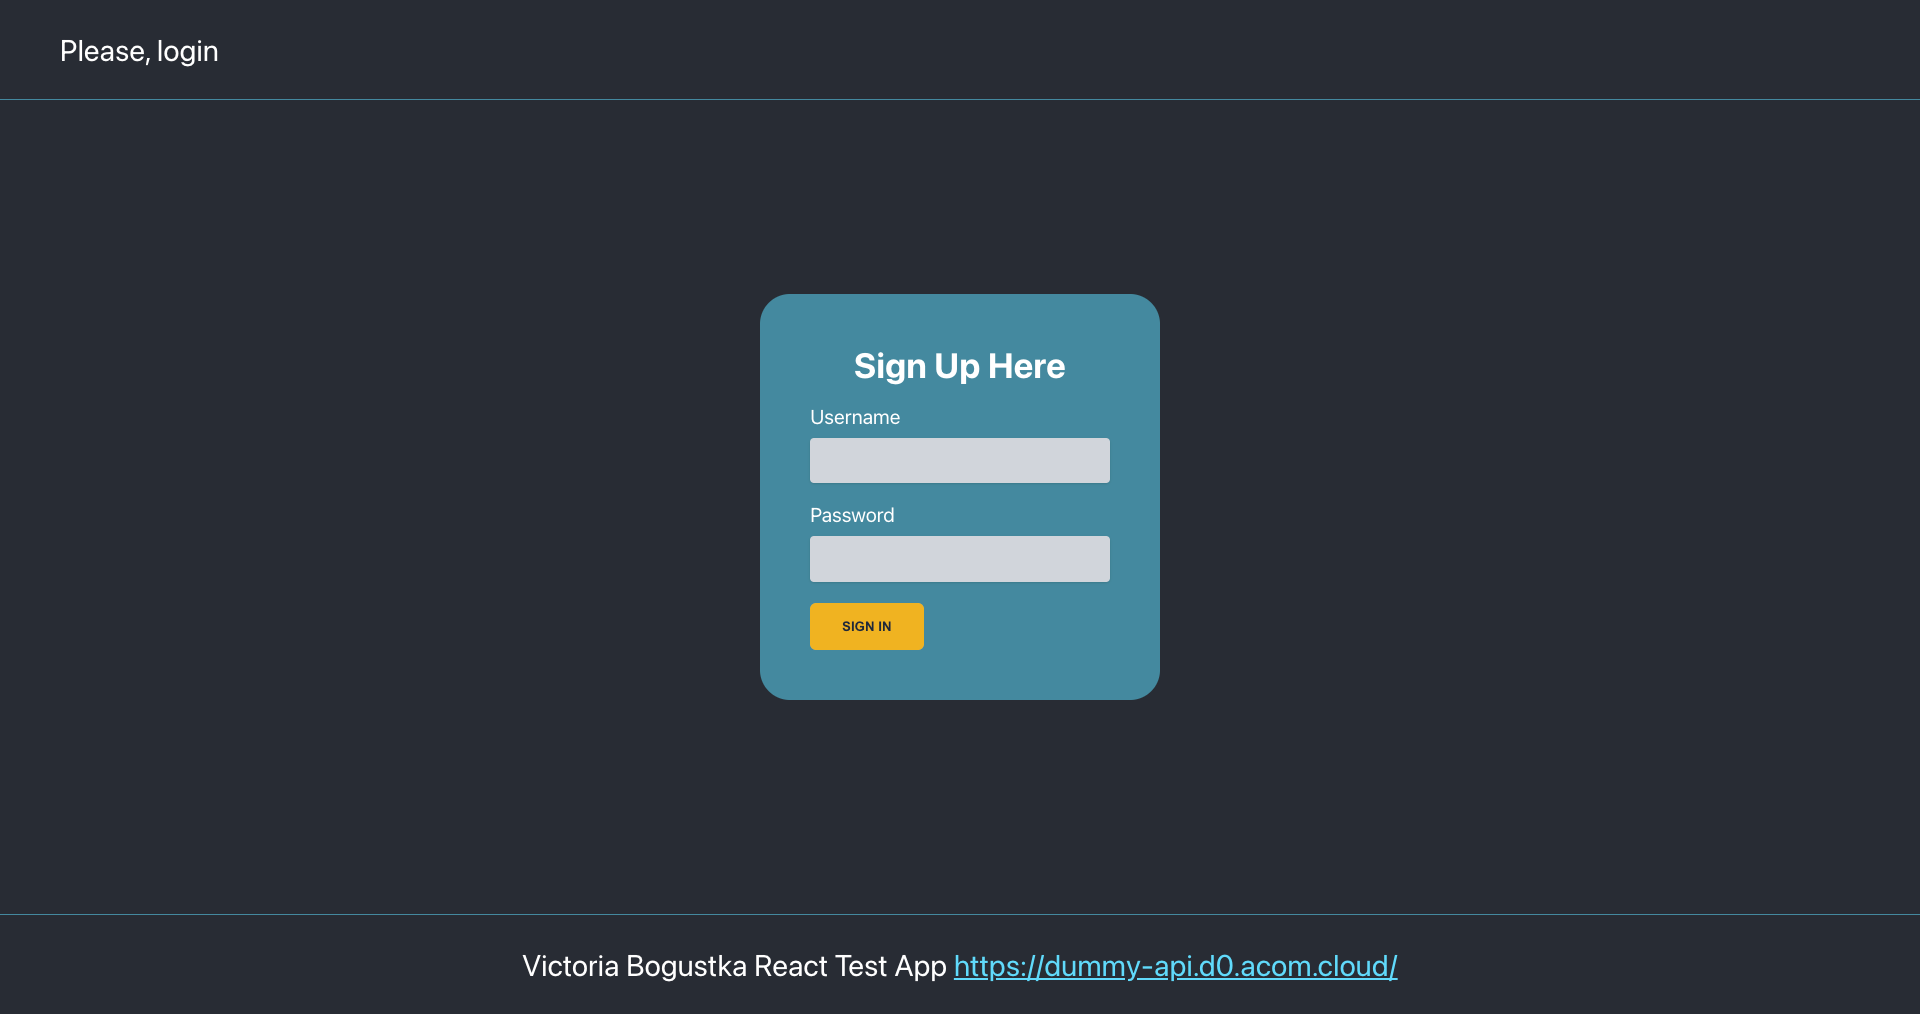 Please, login
Sign Up Here
Username
Password
SIGN IN
Victoria Bogustka React Test App https://dummy-api.d0.acom.cloud/